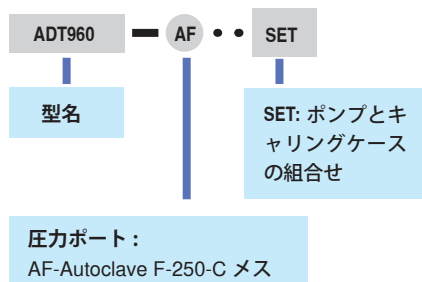 ADT960 — AF • • SET
型名
SET: ポンプとキ
ャリングケース
の組合せ
圧力ポート :
AF-Autoclave F-250-C メス